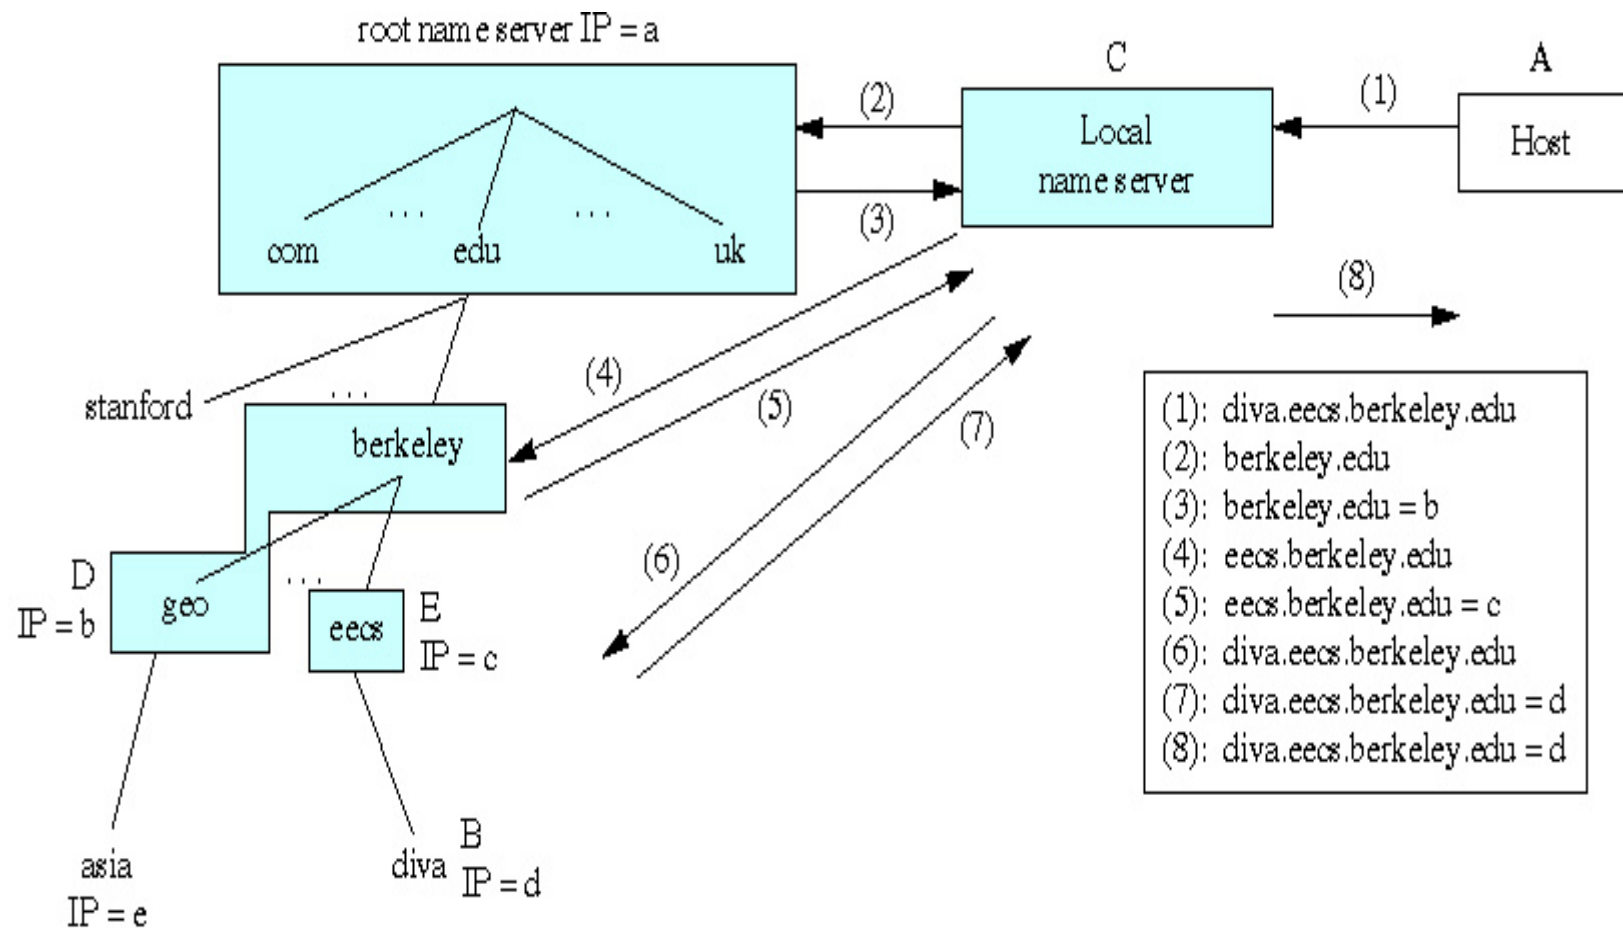 root name server IP = a
C
A
(2)
(1)
Local
name server
Host
com
...
edu
...
uk
(3)
(8)
stanford
...
(4)
(5)
(7)
berkeley
(6)
D
IP = b
geo
...
eecs
E
IP = c
asia
IP = e
diva
B
IP = d
(1): diva.eecs.berkeley.edu
(2): berkeley.edu
(3): berkeley.edu = b
(4): eecs.berkeley.edu
(5): eecs.berkeley.edu = c
(6): diva.eecs.berkeley.edu
(7): diva.eecs.berkeley.edu = d
(8): diva.eecs.berkeley.edu = d